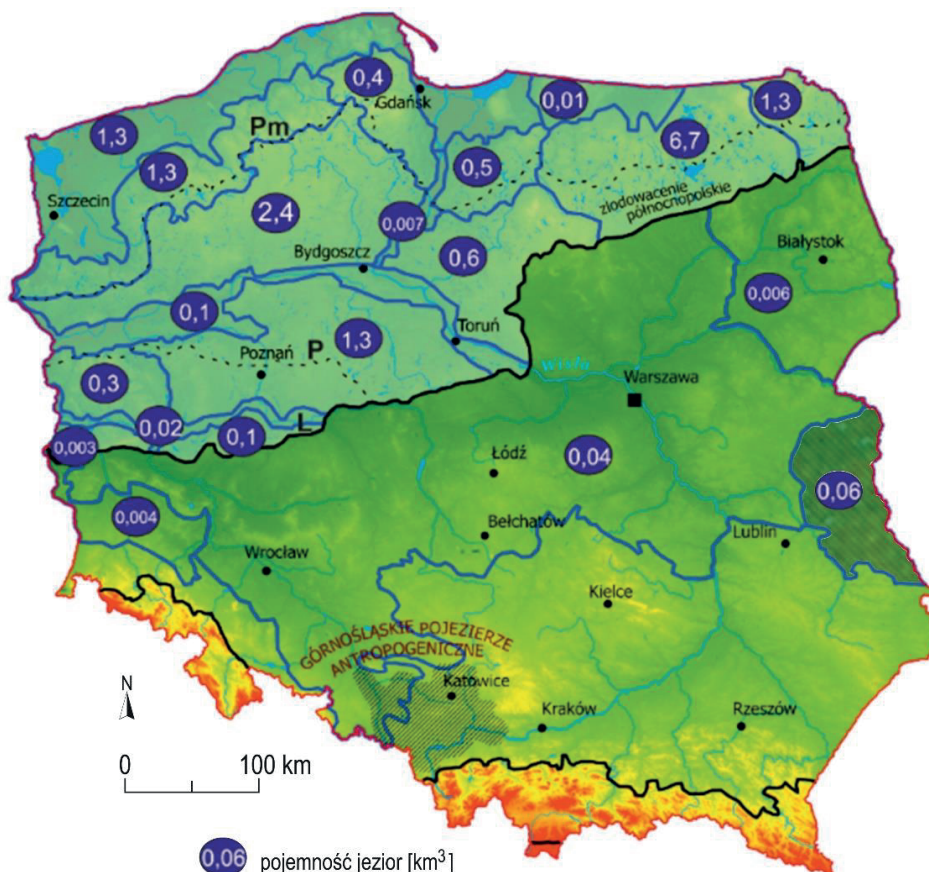 0,4
Gdańsk
0,01
1,3
1,3
Pm
6,7
1,3
0,5
Szczecin
2,4
zlodowacenie
północnopolskie
0,007
Bydgoszcz
0,6
Białystok
0,006
0,1
1,3
Toruń
P
Poznań
Wisła
0,3
Warszawa
0,02
0,1
L
0,003
0,04
Łódź
0,06
0,004
Bełchatów
Lublin
Wrocław
Kielce
GÓRNOŚLĄSKIE POJEZIERZE
ANTROPOGENICZNE
Katowice
N
Kraków
Rzeszów
0 100 km
0,06 pojemność jezior [km³]